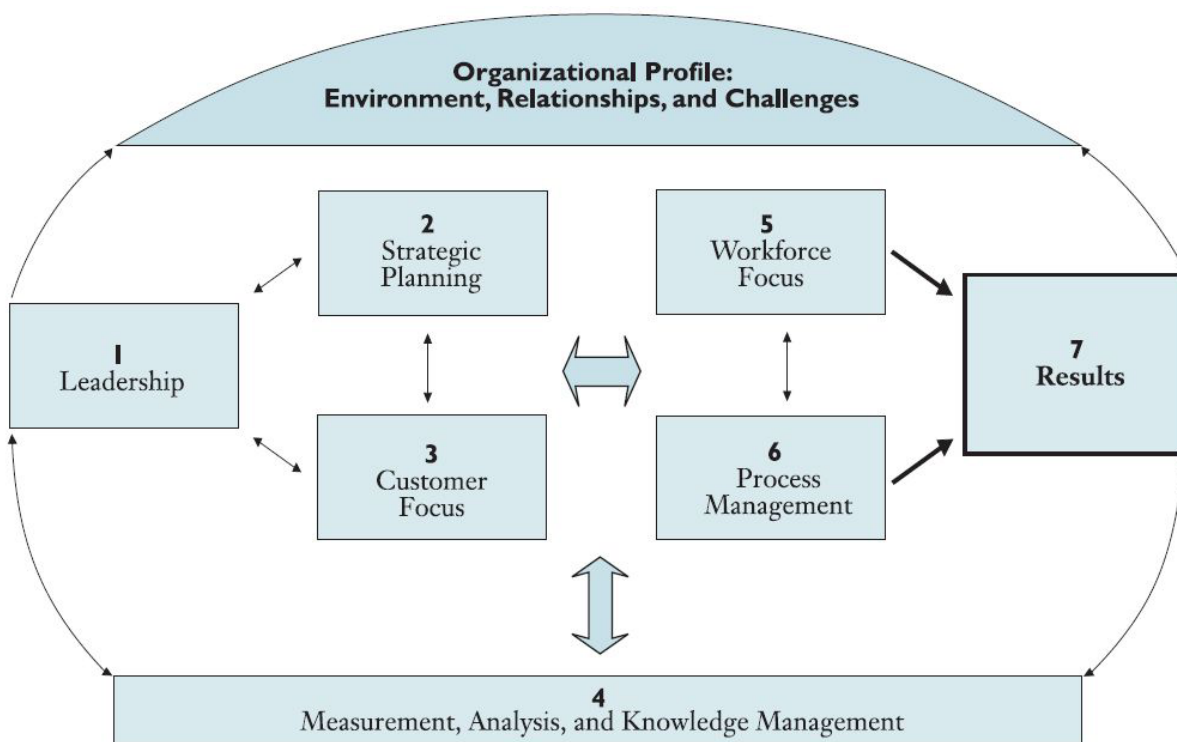 Organizational Profile:
Environment, Relationships, and Challenges
2
Strategic
Planning
5
Workforce
Focus
1
Leadership
7
Results
3
Customer
Focus
6
Process
Management
4
Measurement, Analysis, and Knowledge Management